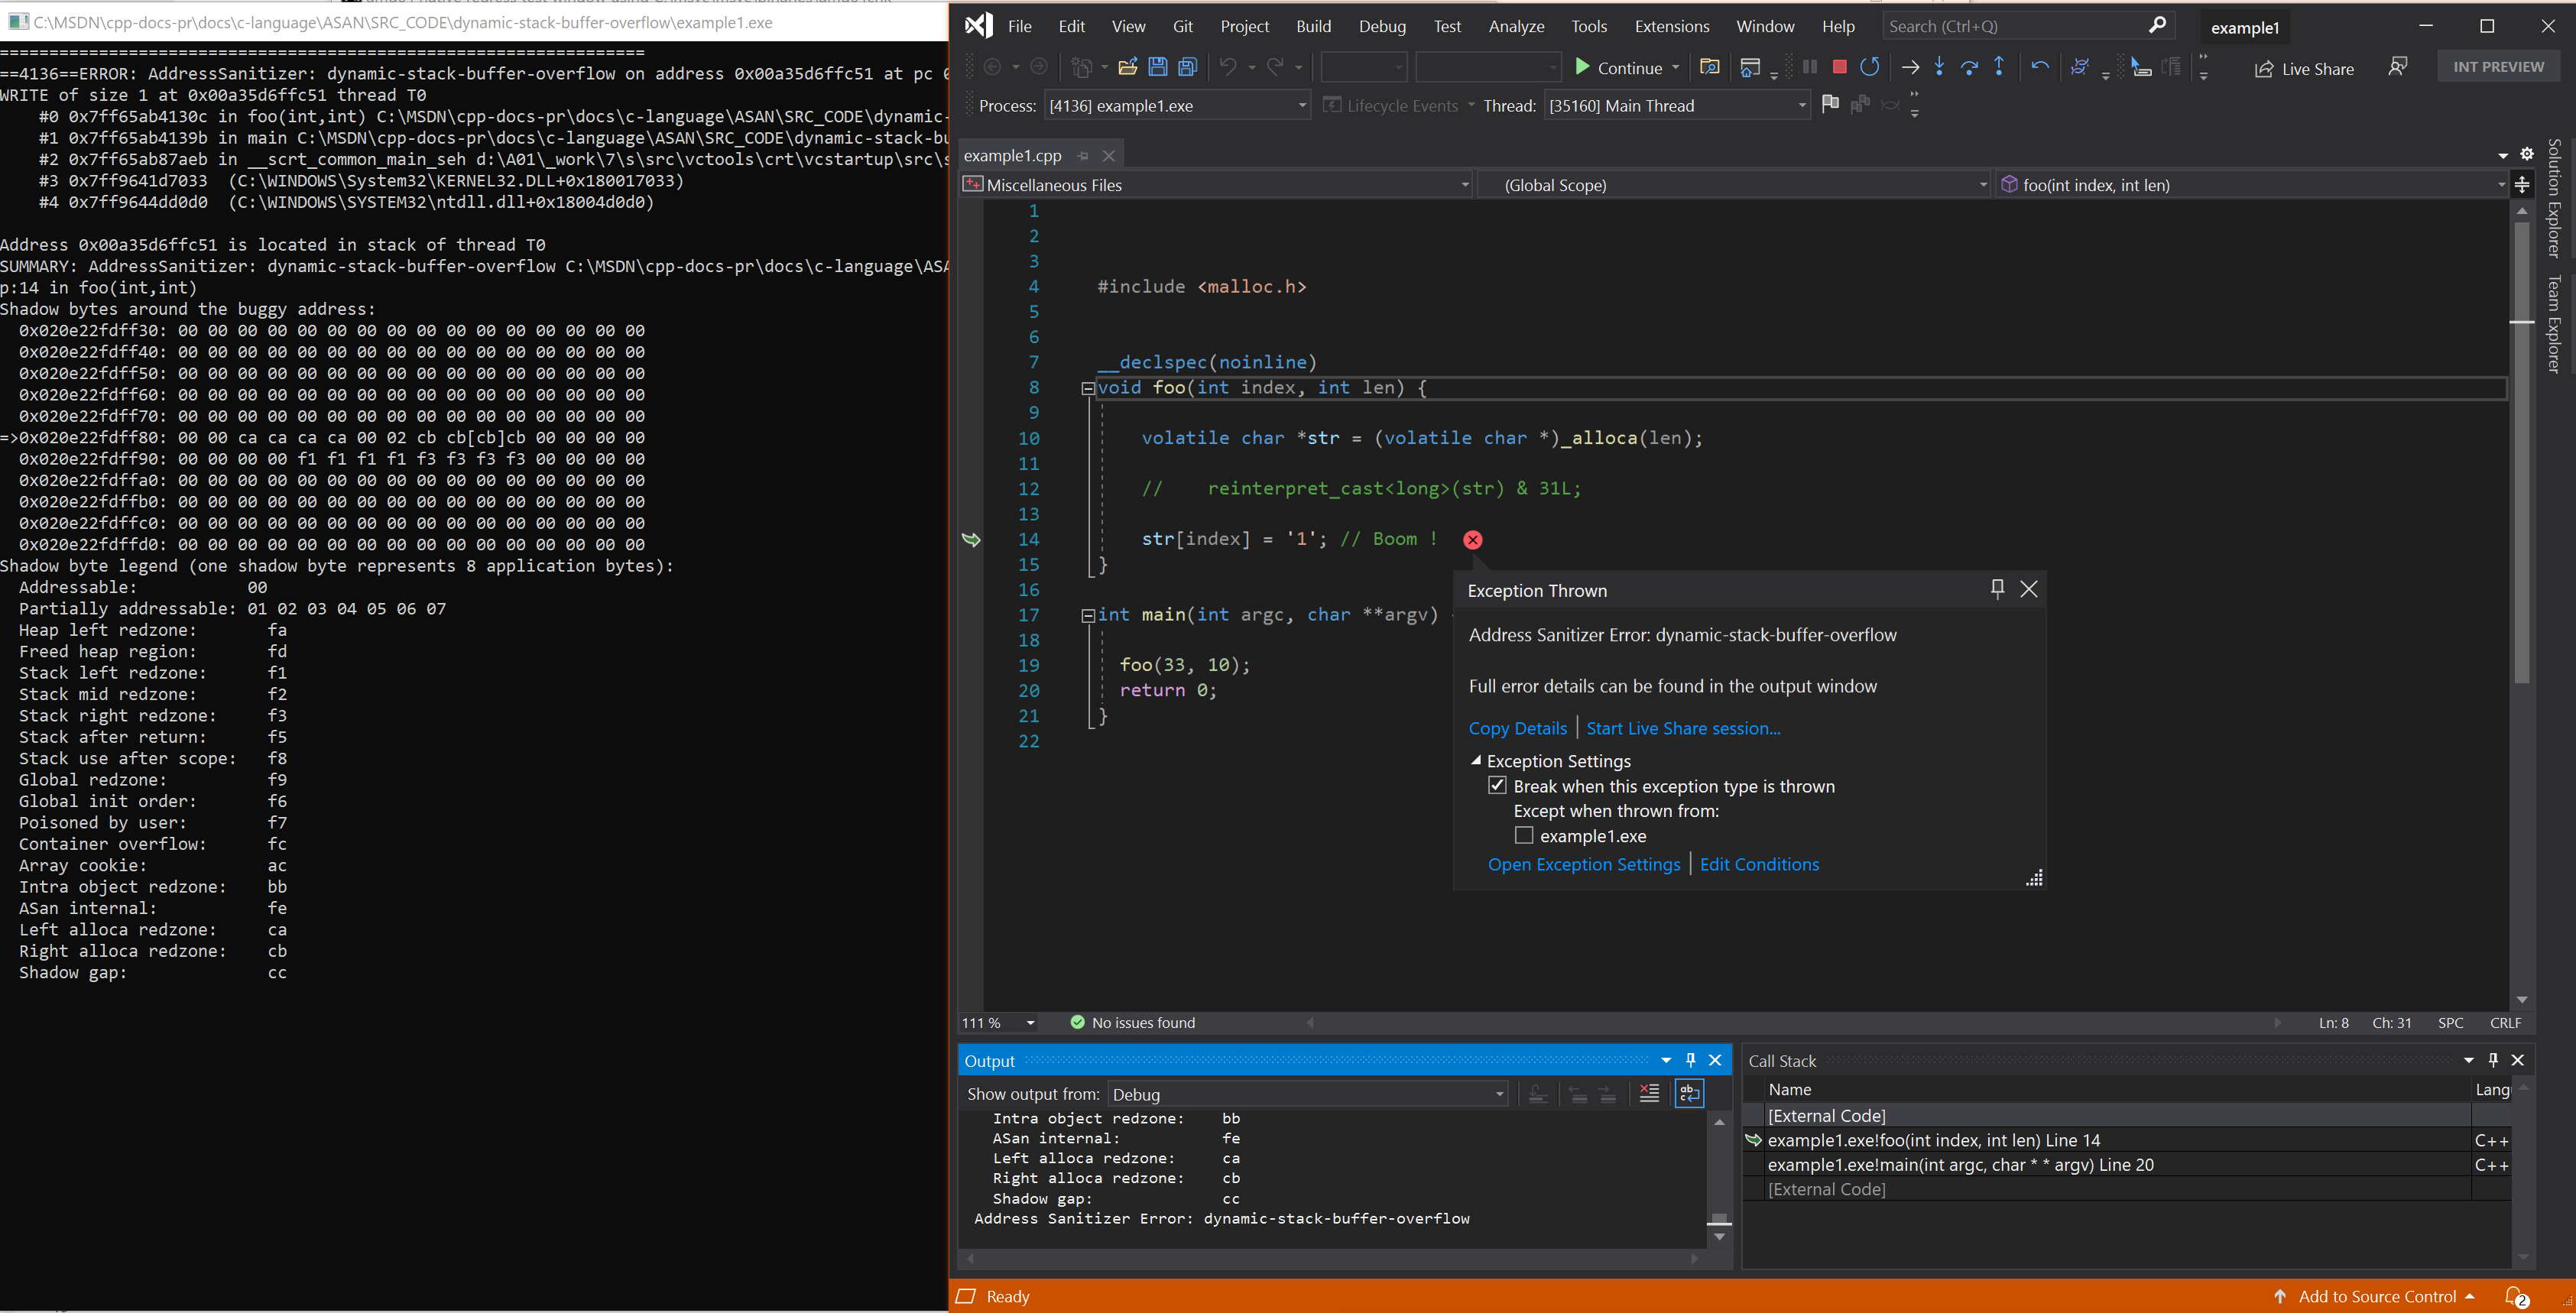 C:\MSDN\cpp-docs-pr\docs\c-language\ASAN\SRC_CODE\dynamic-stack-buffer-overflow\example1.exe
=================================================================
==4136==ERROR: AddressSanitizer: dynamic-stack-buffer-overflow on address 0x00a35d6ffc51 at pc 0
WRITE of size 1 at 0x00a35d6ffc51 thread T0
#0 0x7ff65ab4130c in foo(int,int) C:\MSDN\cpp-docs-pr\docs\c-language\ASAN\SRC_CODE\dynamic-
#1 0x7ff65ab4139b in main C:\MSDN\cpp-docs-pr\docs\c-language\ASAN\SRC_CODE\dynamic-stack-bu
#2 0x7ff65ab87aeb in __scrt_common_main_seh d:\A01\_work\7\s\src\vctools\crt\vcstartup\src\s
#3 0x7ff9641d7033  (C:\WINDOWS\System32\KERNEL32.DLL+0x180017033)
#4 0x7ff9644dd0d0  (C:\WINDOWS\SYSTEM32\ntdll.dll+0x18004d0d0)
Address 0x00a35d6ffc51 is located in stack of thread T0
SUMMARY: AddressSanitizer: dynamic-stack-buffer-overflow C:\MSDN\cpp-docs-pr\docs\c-language\ASA
p:14 in foo(int,int)
Shadow bytes around the buggy address:
0x020e22fdff30: 00 00 00 00 00 00 00 00 00 00 00 00 00 00 00 00
0x020e22fdff40: 00 00 00 00 00 00 00 00 00 00 00 00 00 00 00 00
0x020e22fdff50: 00 00 00 00 00 00 00 00 00 00 00 00 00 00 00 00
0x020e22fdff60: 00 00 00 00 00 00 00 00 00 00 00 00 00 00 00 00
0x020e22fdff70: 00 00 00 00 00 00 00 00 00 00 00 00 00 00 00 00
=>0x020e22fdff80: 00 00 ca ca ca ca 00 02 cb cb[cb]cb 00 00 00 00
0x020e22fdff90: 00 00 00 00 f1 f1 f1 f1 f3 f3 f3 f3 00 00 00 00
0x020e22fdffa0: 00 00 00 00 00 00 00 00 00 00 00 00 00 00 00 00
0x020e22fdffb0: 00 00 00 00 00 00 00 00 00 00 00 00 00 00 00 00
0x020e22fdffc0: 00 00 00 00 00 00 00 00 00 00 00 00 00 00 00 00
0x020e22fdffd0: 00 00 00 00 00 00 00 00 00 00 00 00 00 00 00 00
Shadow byte legend (one shadow byte represents 8 application bytes):
Addressable:           00
Partially addressable: 01 02 03 04 05 06 07
Heap left redzone:       fa
Freed heap region:       fd
Stack left redzone:      f1
Stack mid redzone:       f2
Stack right redzone:     f3
Stack after return:      f5
Stack use after scope:   f8
Global redzone:          f9
Global init order:       f6
Poisoned by user:        f7
Container overflow:      fc
Array cookie:            ac
Intra object redzone:    bb
ASan internal:           fe
Left alloca redzone:     ca
Right alloca redzone:    cb
Shadow gap:              cc
File Edit View Git Project Build Debug Test Analyze Tools Extensions Window Help Search (Ctrl+Q) example1
Continue Live Share INT PREVIEW
Process: [4136] example1.exe Lifecycle Events Thread: [35160] Main Thread
example1.cpp
Miscellaneous Files (Global Scope) foo(int index, int len)
Solution Explorer
Team Explorer
1
2
3
4 #include <malloc.h>
5
6
7 __declspec(noinline)
8 void foo(int index, int len) {
9
10 volatile char *str = (volatile char *)_alloca(len);
11
12 //    reinterpret_cast<long>(str) & 31L;
13
14 str[index] = '1'; // Boom !
15 }
16
17 int main(int argc, char **argv)
18
19 foo(33, 10);
20 return 0;
21 }
22
Exception Thrown
Address Sanitizer Error: dynamic-stack-buffer-overflow
Full error details can be found in the output window
Copy Details | Start Live Share session...
Exception Settings
Break when this exception type is thrown
Except when thrown from:
example1.exe
Open Exception Settings | Edit Conditions
111 % No issues found Ln: 8 Ch: 31 SPC CRLF
Output
Show output from: Debug
Intra object redzone:    bb
ASan internal:           fe
Left alloca redzone:     ca
Right alloca redzone:    cb
Shadow gap:              cc
Address Sanitizer Error: dynamic-stack-buffer-overflow
Call Stack
Name Lang
[External Code]
example1.exe!foo(int index, int len) Line 14 C++
example1.exe!main(int argc, char * * argv) Line 20 C++
[External Code]
Ready Add to Source Control 2